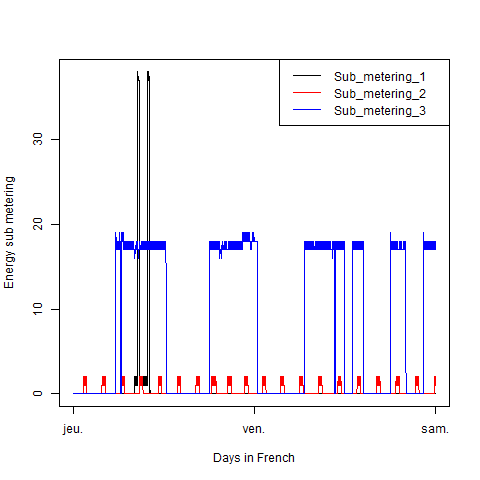 Sub_metering_1
Sub_metering_2
Sub_metering_3
Energy sub metering
30
20
10
0
jeu. ven. sam.
Days in French